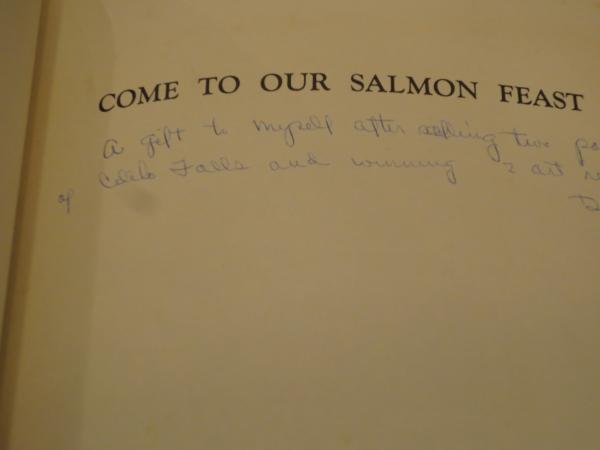 COME TO OUR SALMON FEAST
A gift to myself after selling two
of Celilo Falls and winning 2 art